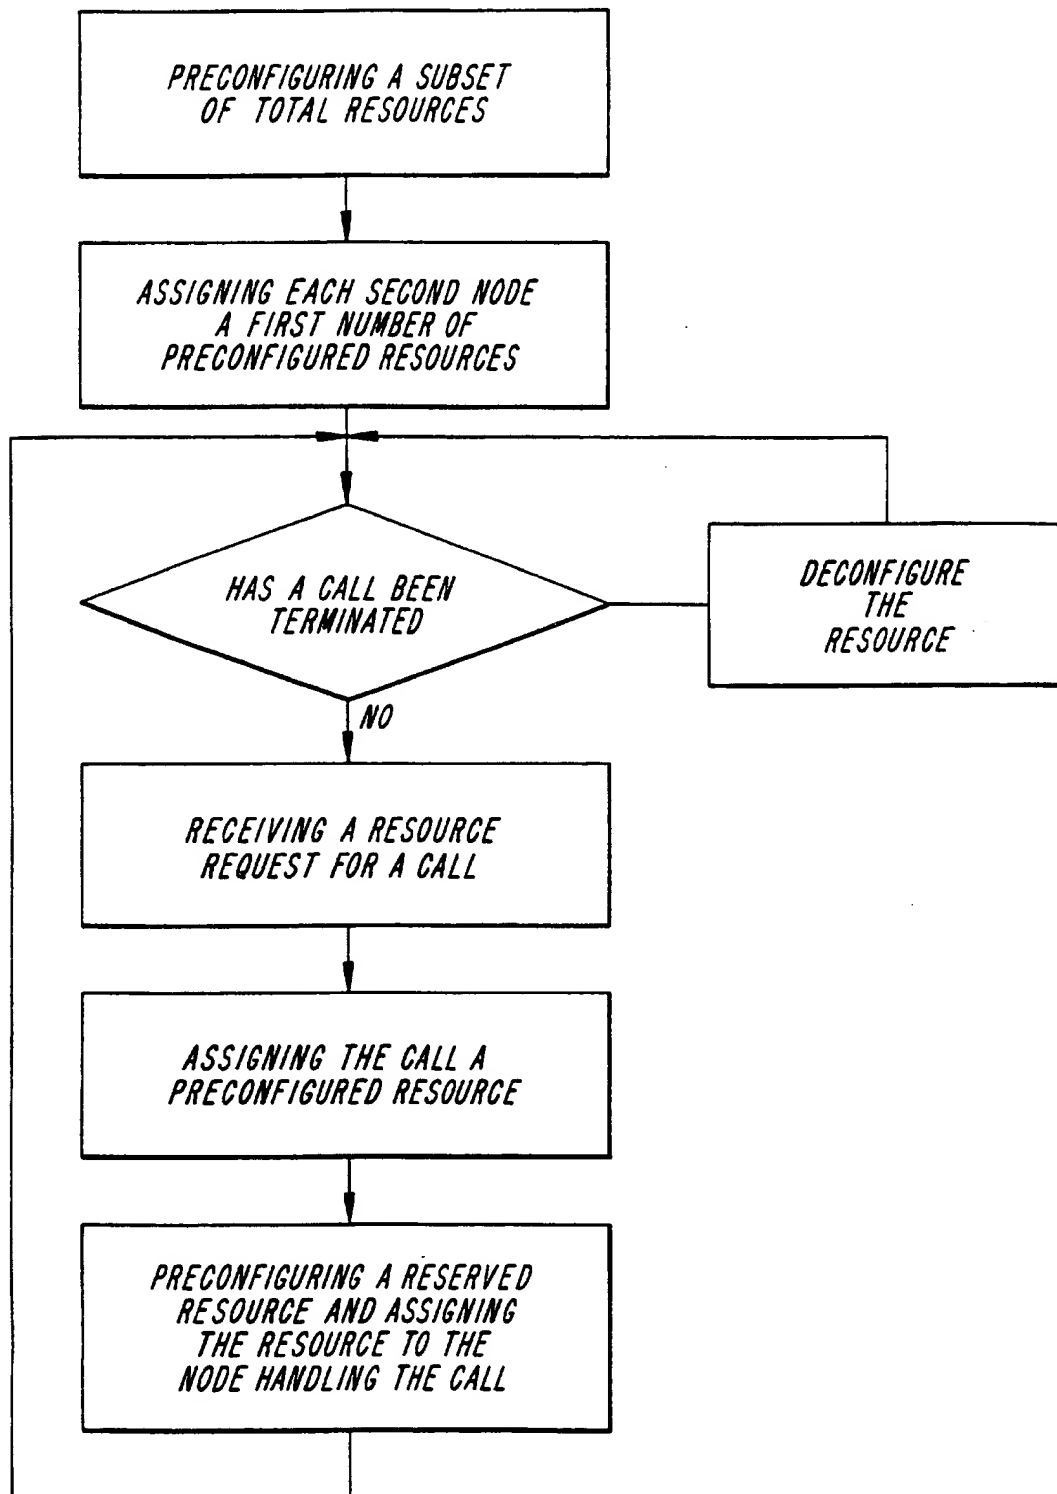 PRECONFIGURING A SUBSET
OF TOTAL RESOURCES
ASSIGNING EACH SECOND NODE
A FIRST NUMBER OF
PRECONFIGURED RESOURCES
HAS A CALL BEEN
TERMINATED
DECONFIGURE
THE
RESOURCE
NO
RECEIVING A RESOURCE
REQUEST FOR A CALL
ASSIGNING THE CALL A
PRECONFIGURED RESOURCE
PRECONFIGURING A RESERVED
RESOURCE AND ASSIGNING
THE RESOURCE TO THE
NODE HANDLING THE CALL